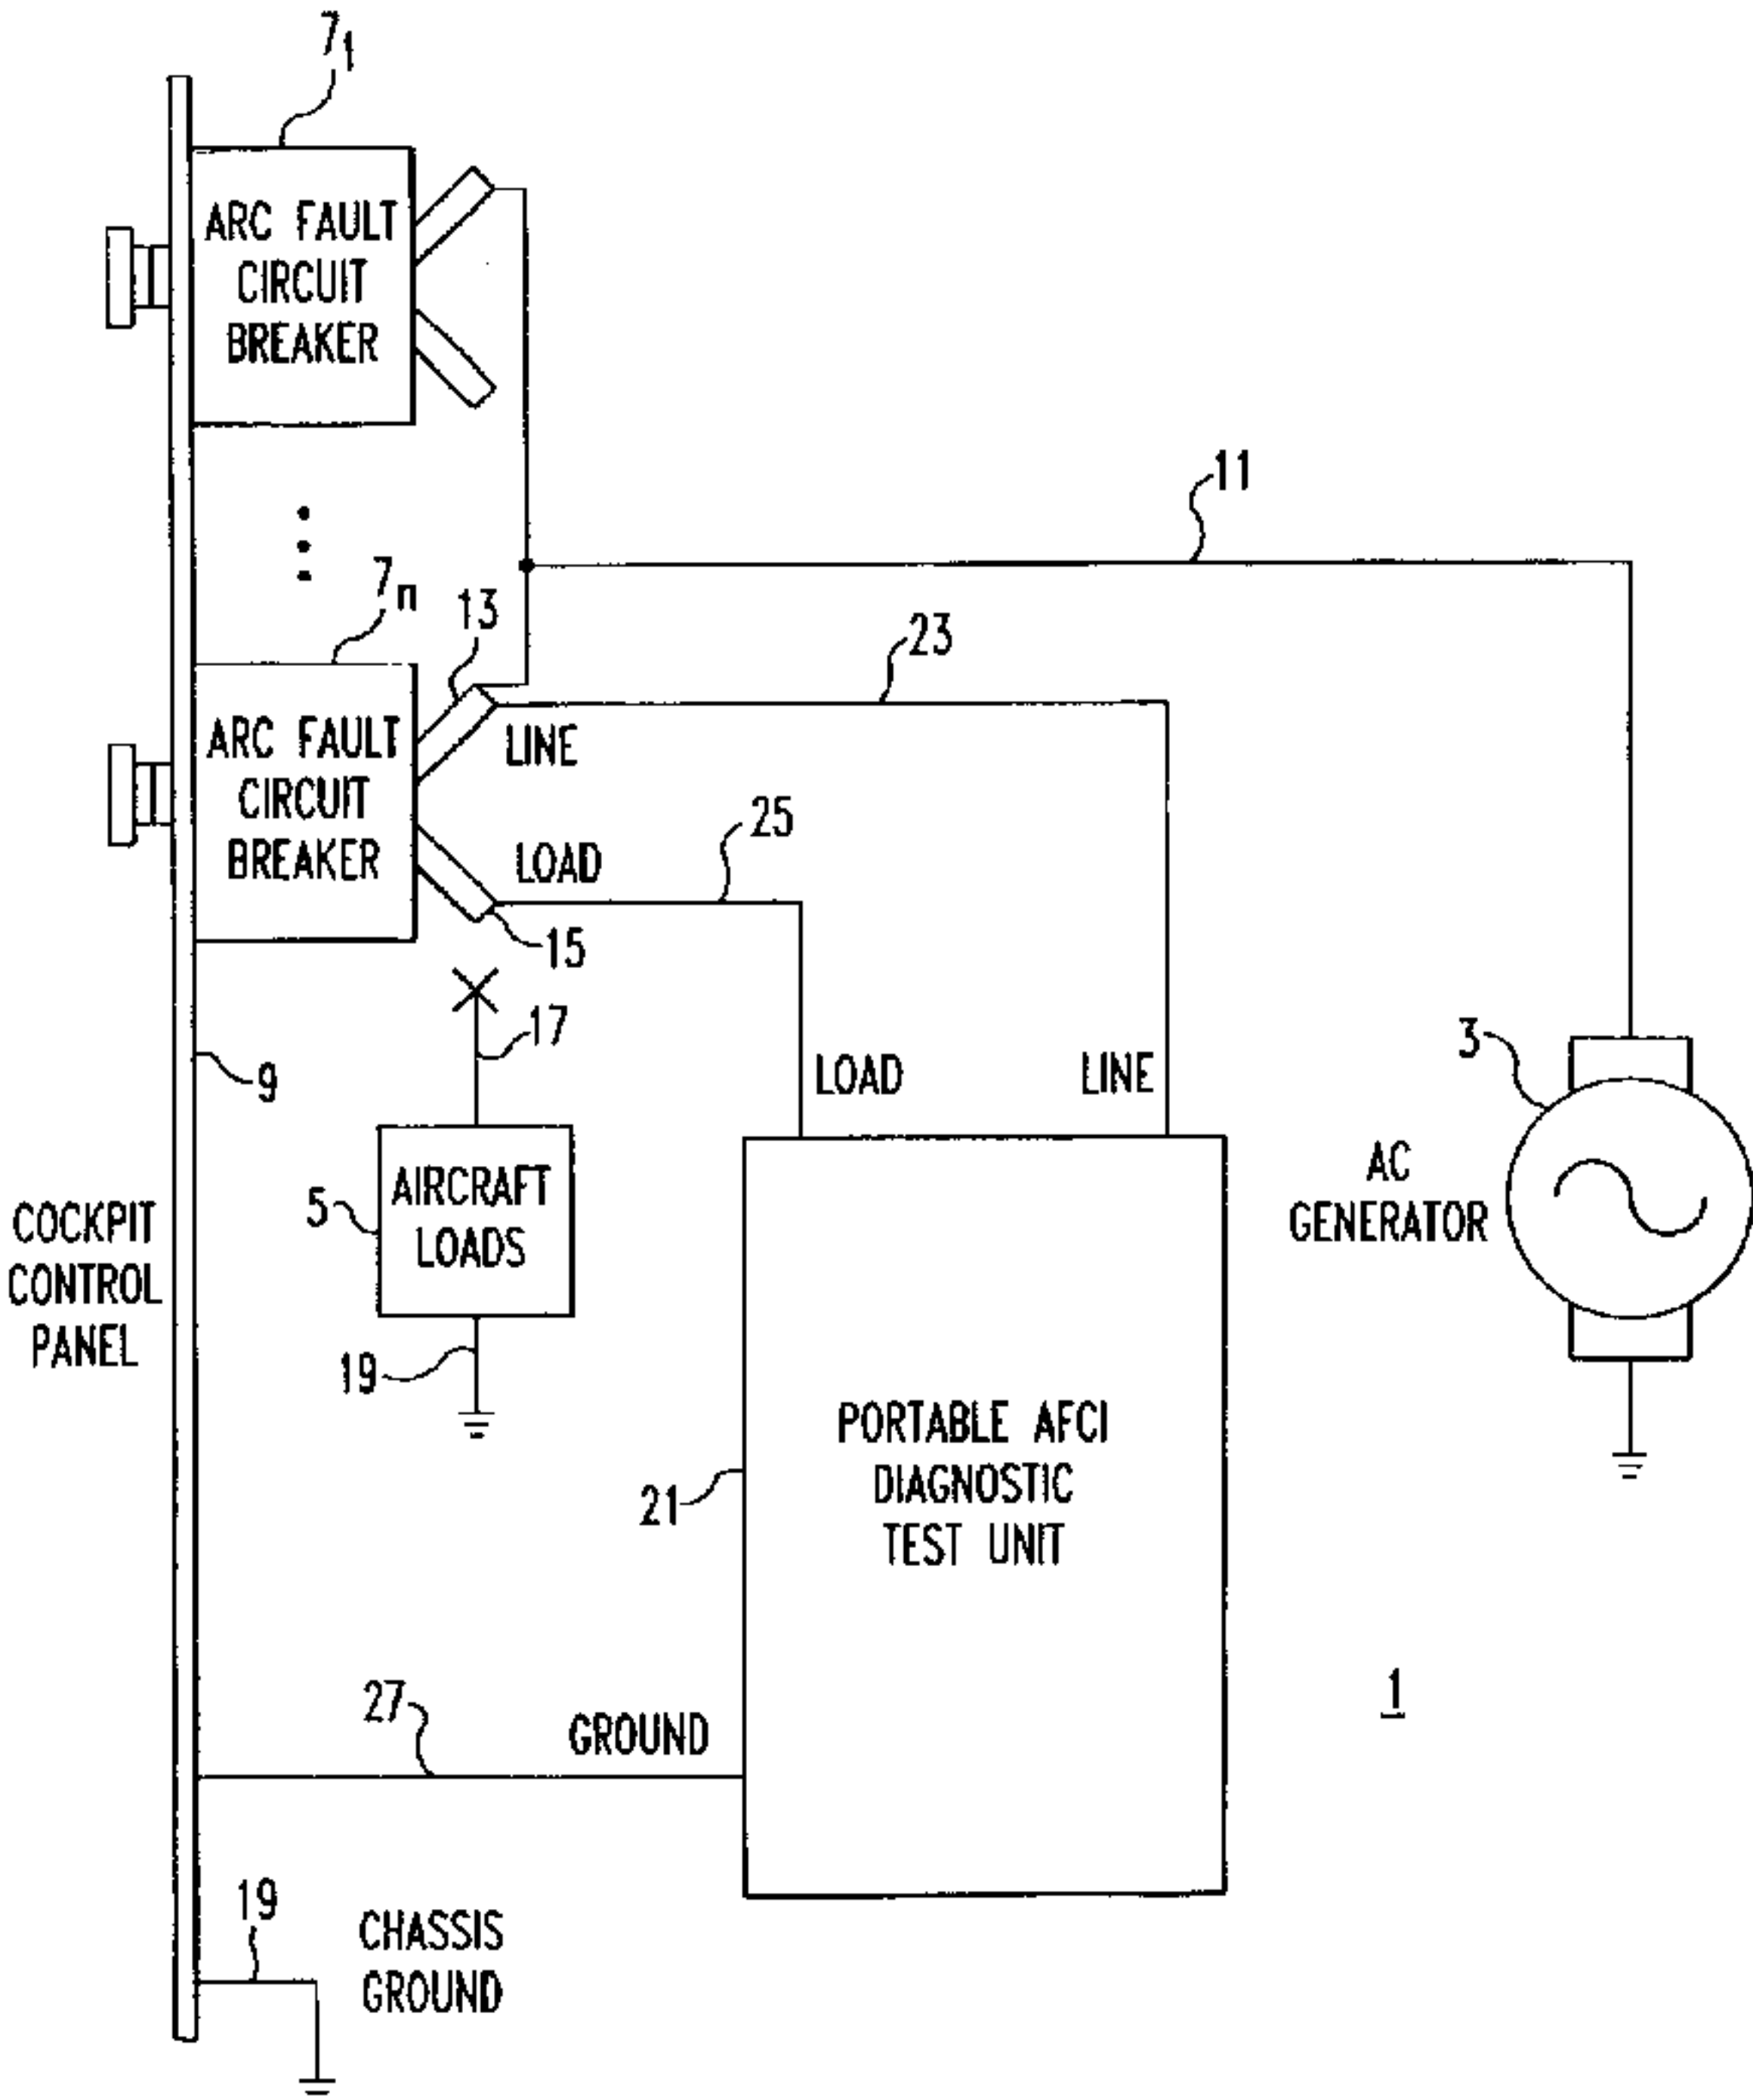 7₁
ARC FAULT
CIRCUIT
BREAKER
11
7ₙ
13
23
ARC FAULT
CIRCUIT
BREAKER
LINE
25
LOAD
15
17
9
LOAD
LINE
3
5
AIRCRAFT
LOADS
AC
GENERATOR
COCKPIT
CONTROL
PANEL
19
PORTABLE AFCI
DIAGNOSTIC
TEST UNIT
21
27
GROUND
1
19
CHASSIS
GROUND